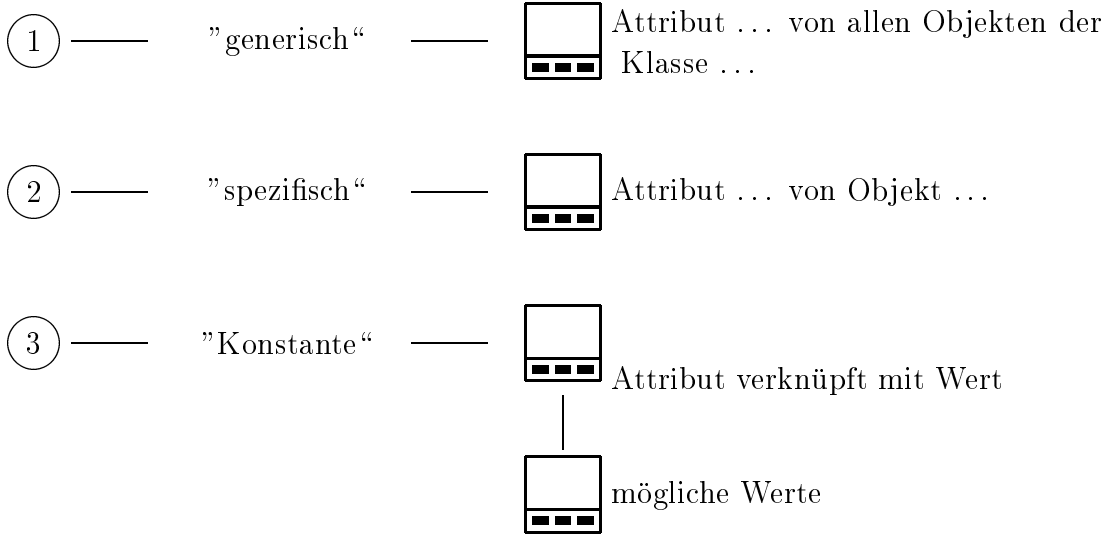 1 ”generisch“ Attribut ... von allen Objekten der
Klasse ...
2 ”spezifisch“ Attribut ... von Objekt ...
3 ”Konstante“
Attribut verknüpft mit Wert
mögliche Werte